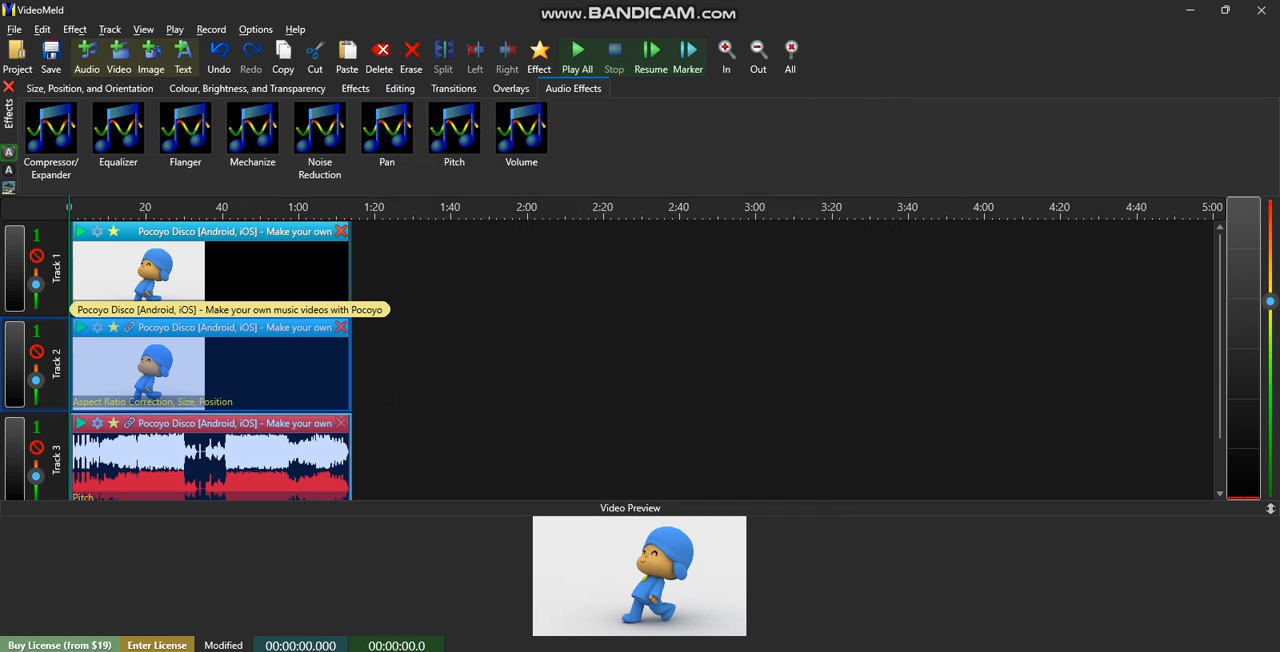 VideoMeld
www.BANDICAM.com
File Edit Effect Track View Play Record Options Help
Project Save Audio Video Image Text Undo Redo Copy Cut Paste Delete Erase Split Left Right Effect Play All Stop Resume Marker In Out All
Size, Position, and Orientation Colour, Brightness, and Transparency Effects Editing Transitions Overlays Audio Effects
Effects
A
A
Compressor/
Expander
Equalizer
Flanger
Mechanize
Noise
Reduction
Pan
Pitch
Volume
0 20 40 1:00 1:20 1:40 2:00 2:20 2:40 3:00 3:20 3:40 4:00 4:20 4:40 5:00
1
Track 1
Pocoyo Disco [Android, iOS] - Make your own
Pocoyo Disco [Android, iOS] - Make your own music videos with Pocoyo
1
Track 2
Pocoyo Disco [Android, iOS] - Make your own
Aspect Ratio Correction, Size, Position
1
Track 3
Pocoyo Disco [Android, iOS] - Make your own
Pitch
Video Preview
Buy License (from $19) Enter License Modified 00:00:00.000 00:00:00.0